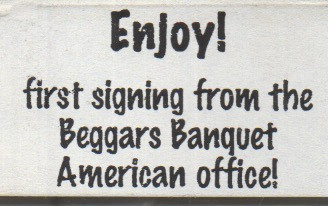 Enjoy!
first signing from the
Beggars Banquet
American office!